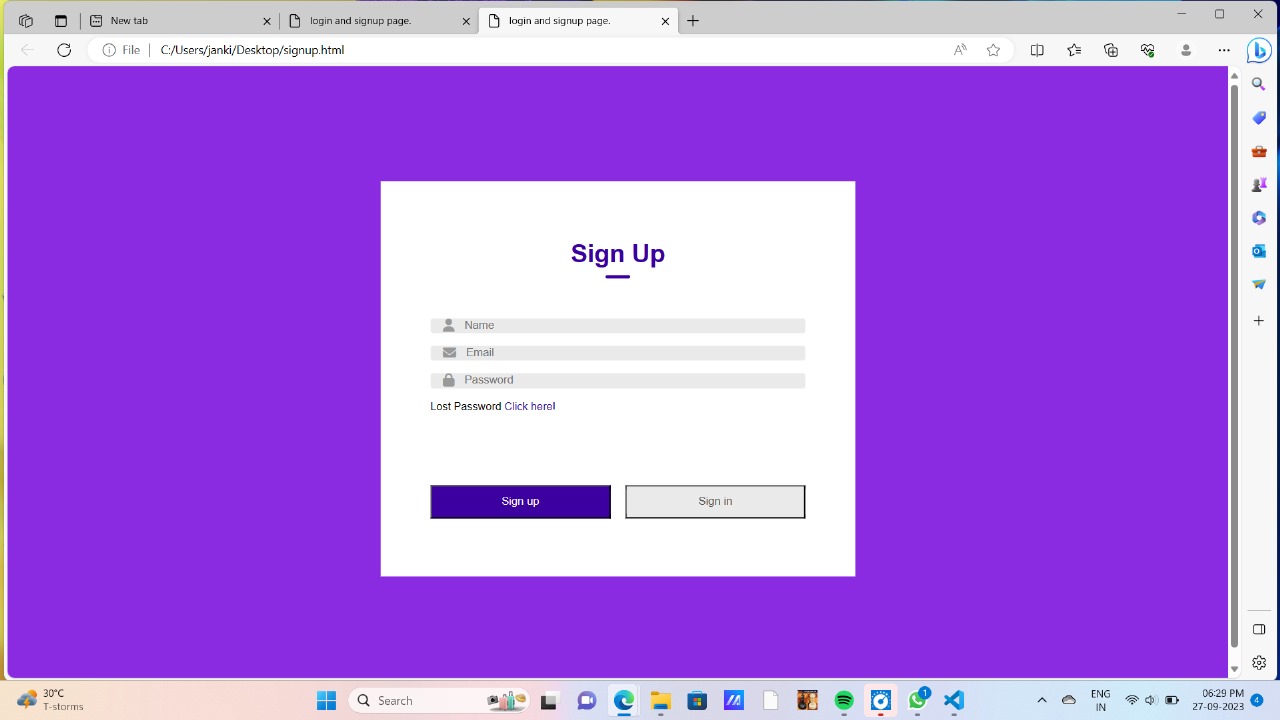 New tab
login and signup page.
login and signup page.
File
C:/Users/janki/Desktop/signup.html
Sign Up
Name
Email
Password
Lost Password Click here!
Sign up
Sign in
30°C
T-storms
Search
1
ENG
IN
06:29 PM
27-09-2023
4